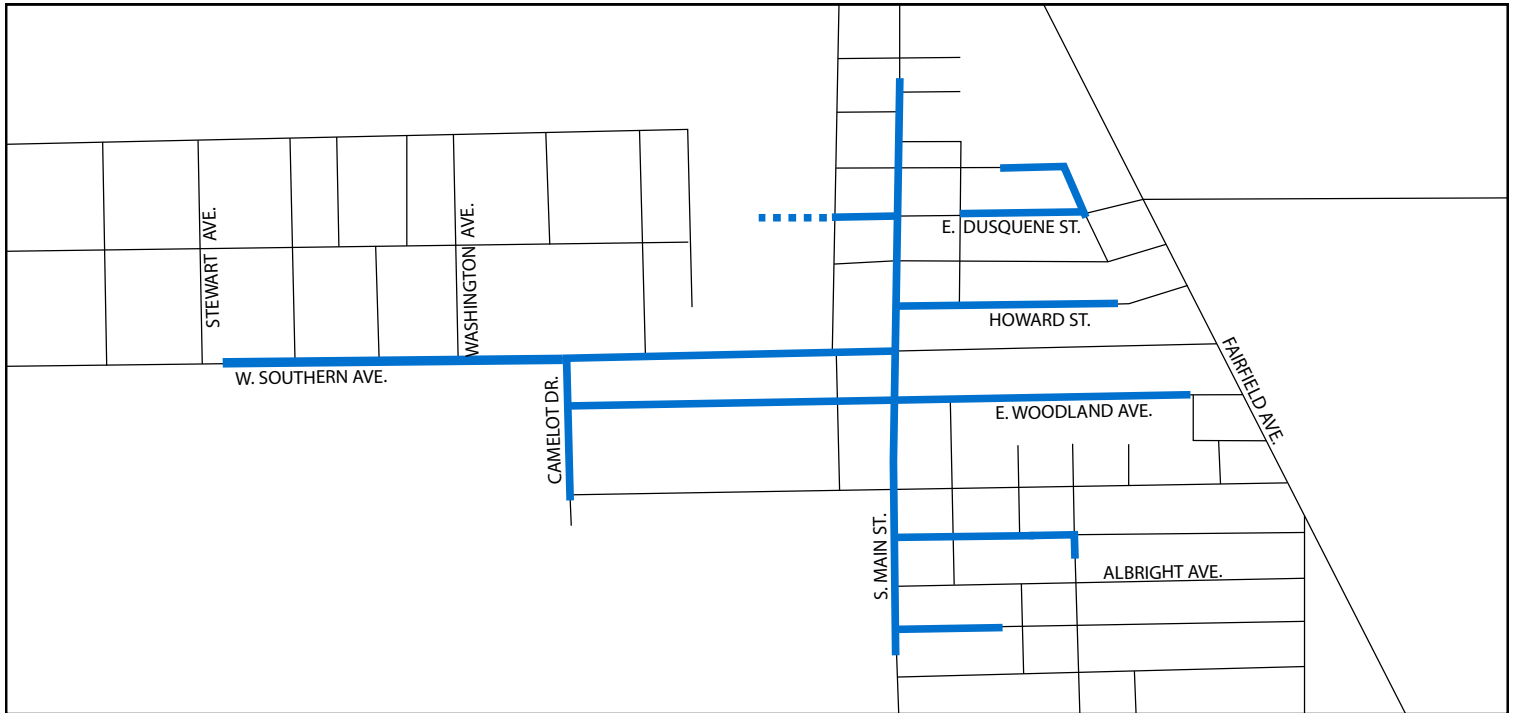 STEWART AVE.
WASHINGTON AVE.
E. DUSQUENE ST.
HOWARD ST.
W. SOUTHERN AVE.
CAMELOT DR.
E. WOODLAND AVE.
FAIRFIELD AVE.
S. MAIN ST.
ALBRIGHT AVE.